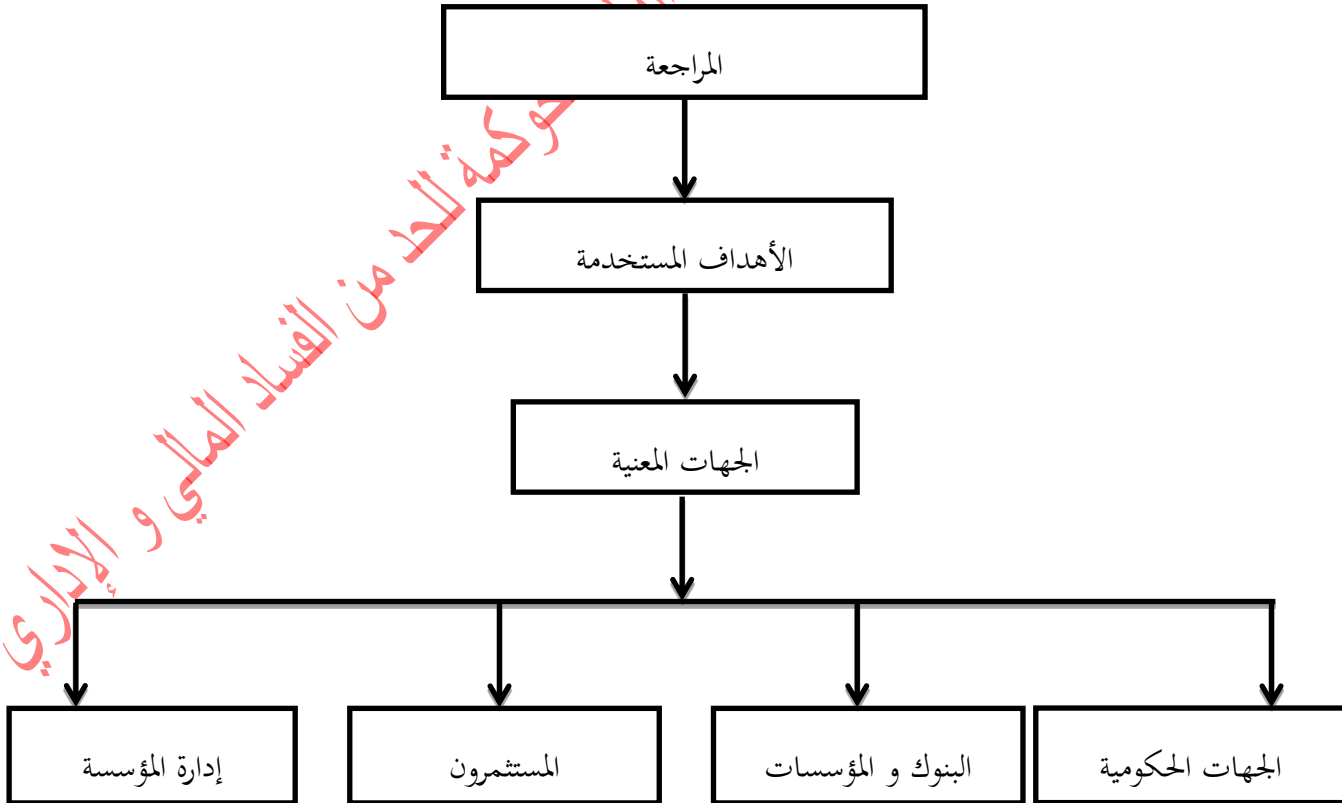 المراجعة
الأهداف المستخدمة
الجهات المعنية
الجهات الحكومية
البنوك و المؤسسات
المستثمرون
إدارة المؤسسة
حوكمة للحد من الفساد المالي و الإداري